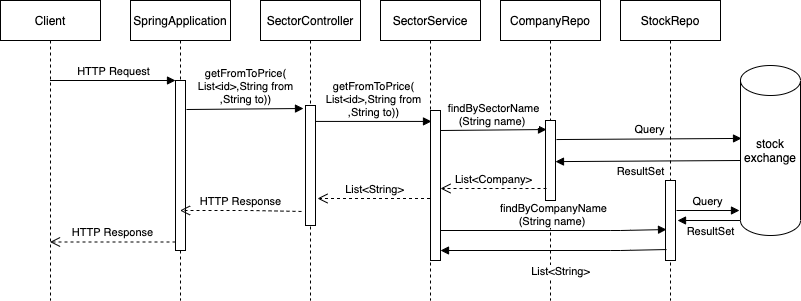 Client
SpringApplication
SectorController
SectorService
CompanyRepo
StockRepo
HTTP Request
getFromToPrice(
List<id>,String from
,String to))
getFromToPrice(
List<id>,String from
,String to))
findBySectorName
(String name)
Query
stock
exchange
ResultSet
List<Company>
List<String>
HTTP Response
findByCompanyName
(String name)
Query
ResultSet
HTTP Response
List<String>